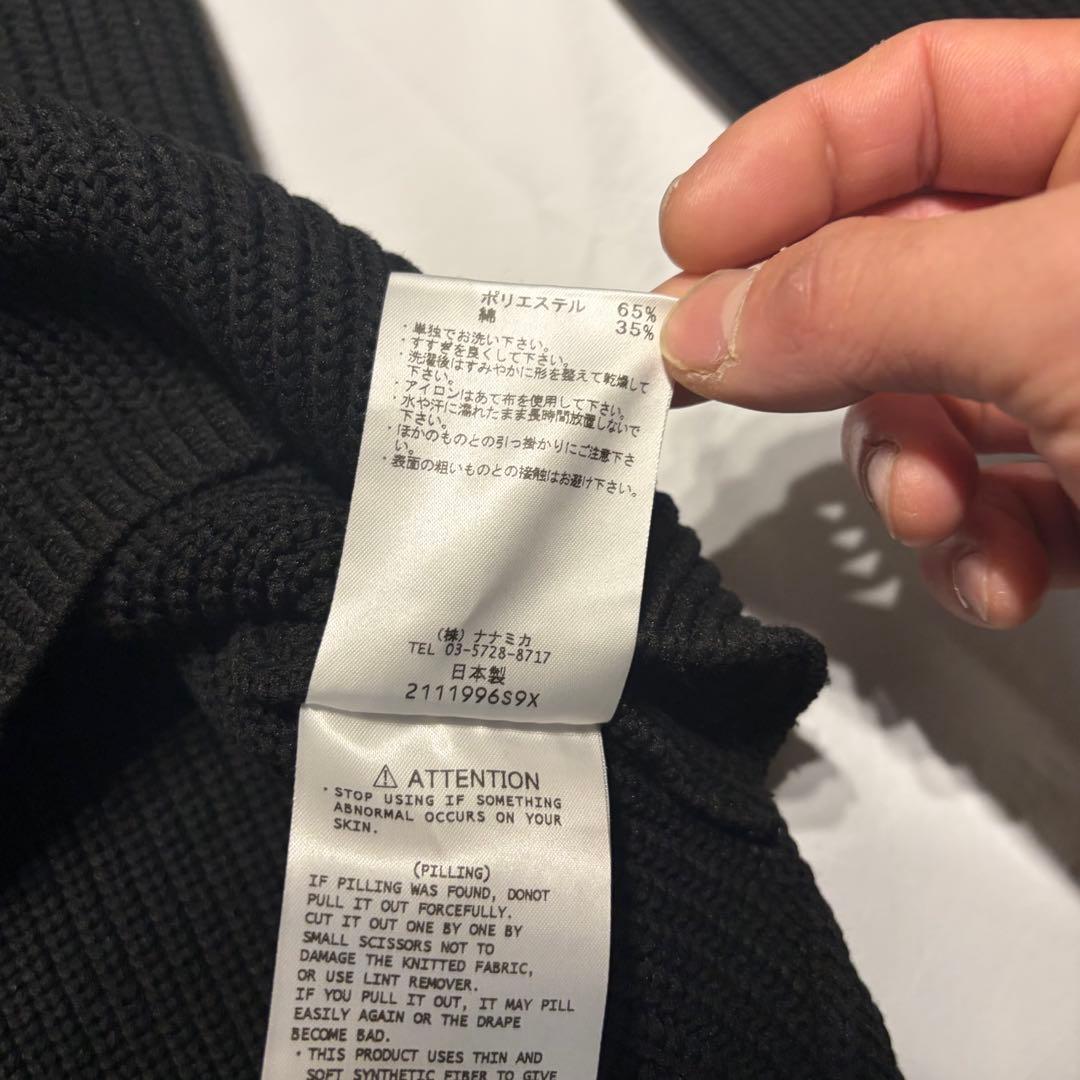 ポリエステル 65%
綿 35%
・単独でお洗い下さい。
・すすぎを良くして下さい。
・洗濯後はすみやかに形を整えて乾燥して
下さい。
・アイロンはあて布を使用して下さい。
・水や汗に濡れたまま長時間放置しないで
下さい。
・ほかのものとの引っ掛かりにご注意下さ
い。
・表面の粗いものとの接触はお避け下さい。
(株) ナナミカ
TEL 03-5728-8717
日本製
2111996S9X
⚠ ATTENTION
・STOP USING IF SOMETHING
ABNORMAL OCCURS ON YOUR
SKIN.
(PILLING)
IF PILLING WAS FOUND, DONOT
PULL IT OUT FORCEFULLY.
CUT IT OUT ONE BY ONE BY
SMALL SCISSORS NOT TO
DAMAGE THE KNITTED FABRIC,
OR USE LINT REMOVER.
IF YOU PULL IT OUT, IT MAY PILL
EASILY AGAIN OR THE DRAPE
BECOME BAD.
・THIS PRODUCT USES THIN AND
SOFT SYNTHETIC FIBER TO GIVE